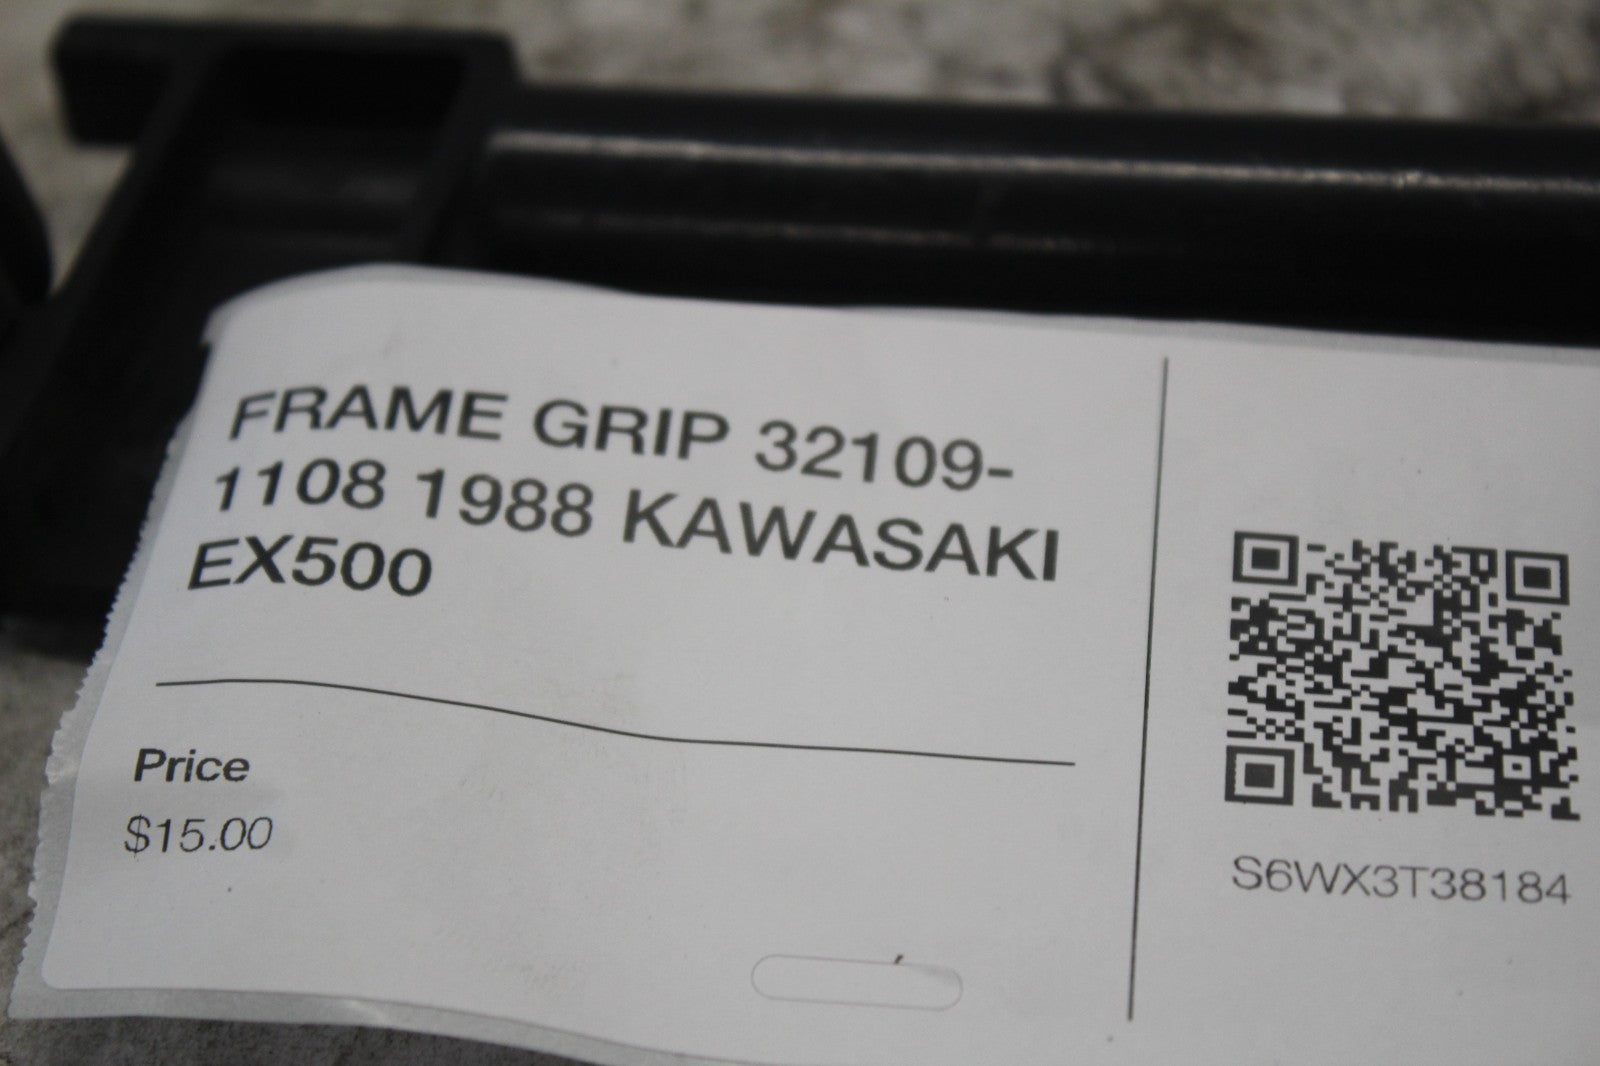 FRAME GRIP 32109-
1108 1988 KAWASAKI
EX500
Price
$15.00
S6WX3T38184